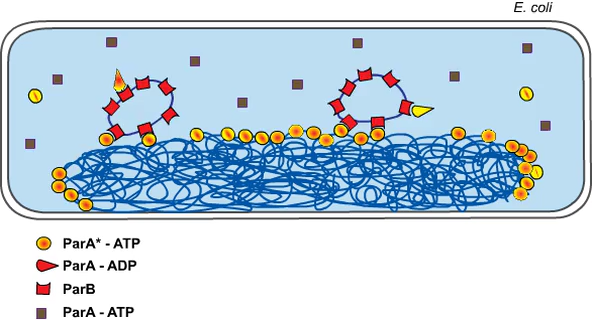 E. coli
ParA* - ATP
ParA - ADP
ParB
ParA - ATP